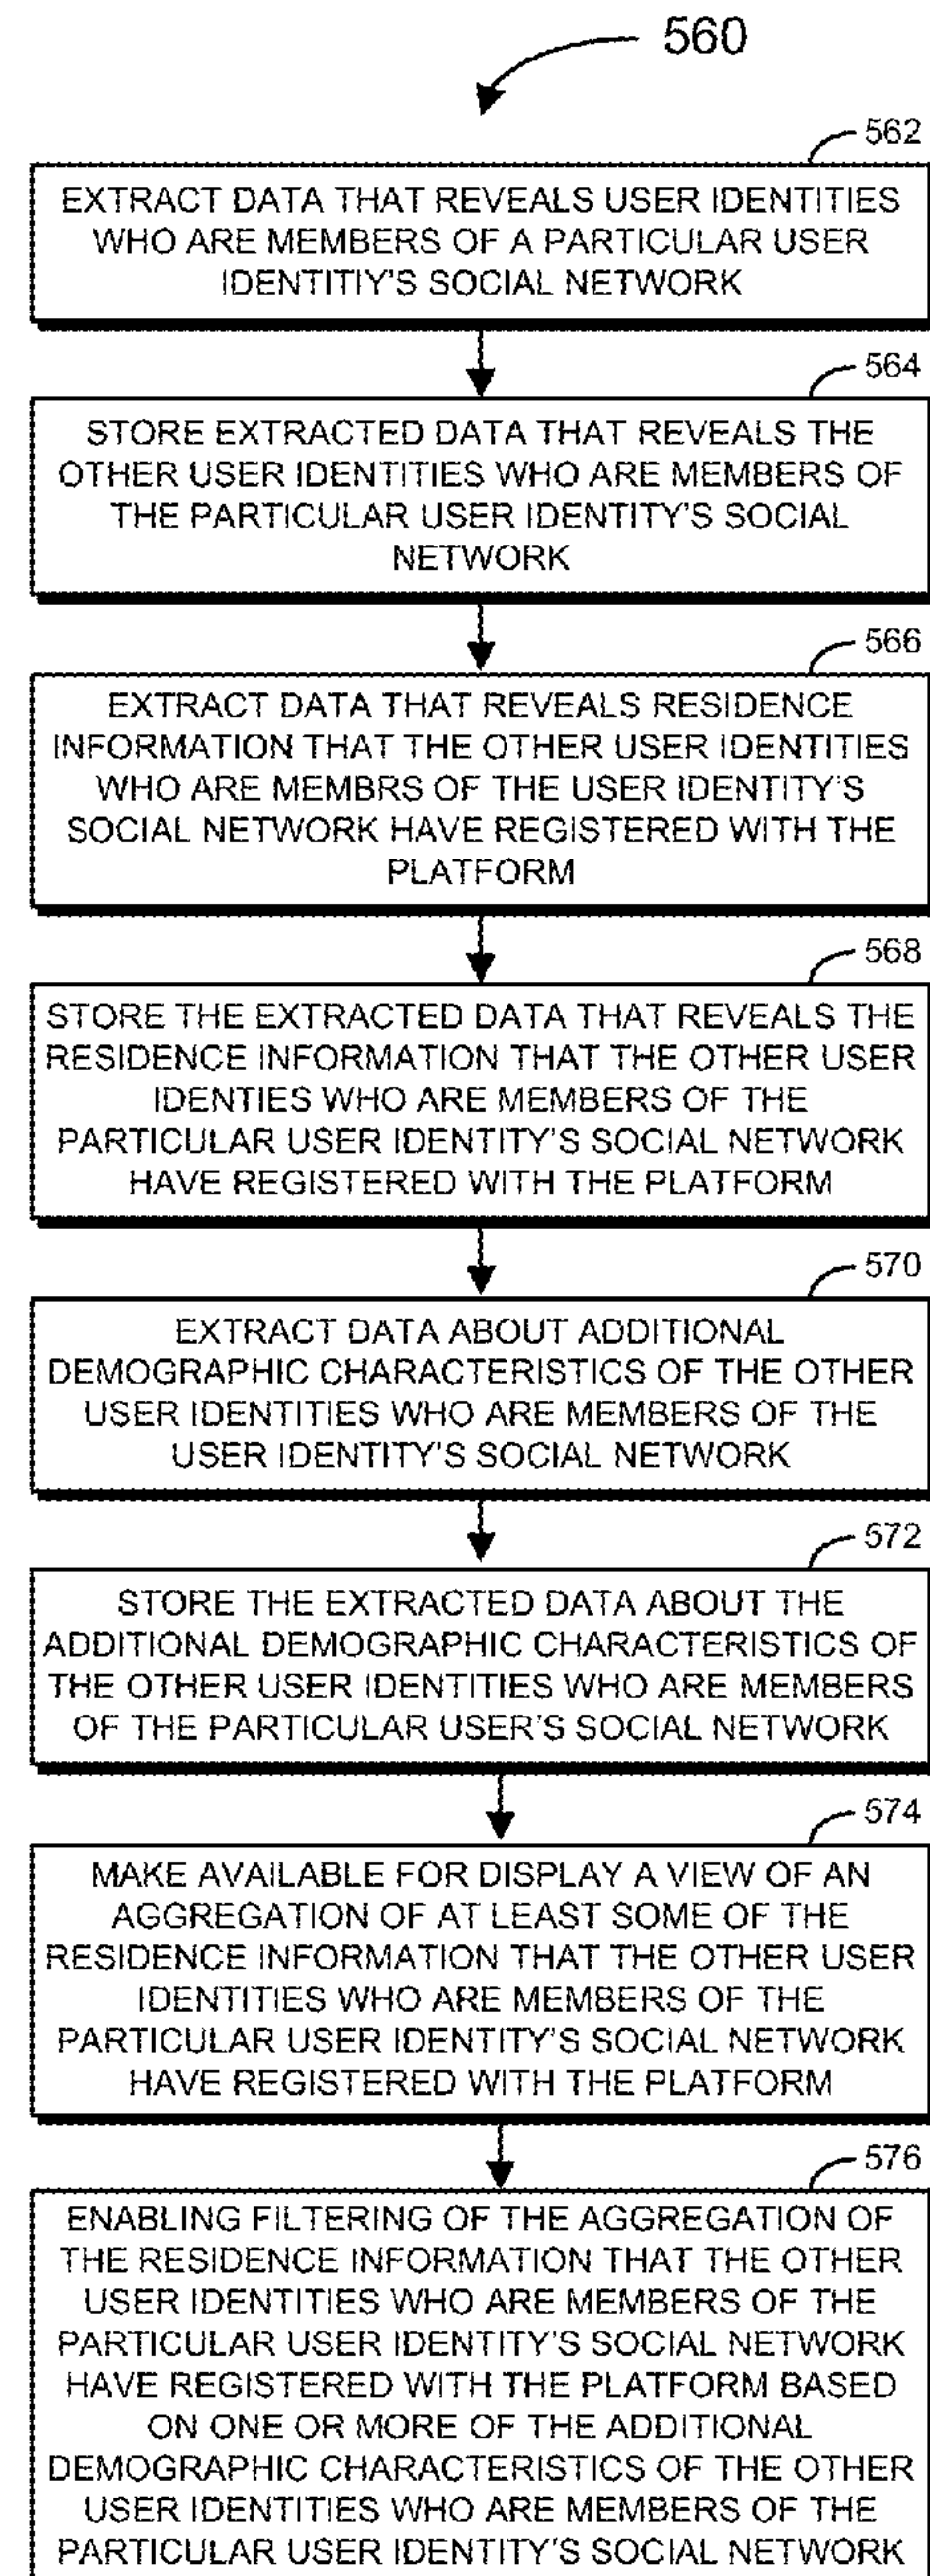 560
562
EXTRACT DATA THAT REVEALS USER IDENTITIES
WHO ARE MEMBERS OF A PARTICULAR USER
IDENTITIY'S SOCIAL NETWORK
564
STORE EXTRACTED DATA THAT REVEALS THE
OTHER USER IDENTITIES WHO ARE MEMBERS OF
THE PARTICULAR USER IDENTITY'S SOCIAL
NETWORK
566
EXTRACT DATA THAT REVEALS RESIDENCE
INFORMATION THAT THE OTHER USER IDENTITIES
WHO ARE MEMBRS OF THE USER IDENTITY'S
SOCIAL NETWORK HAVE REGISTERED WITH THE
PLATFORM
568
STORE THE EXTRACTED DATA THAT REVEALS THE
RESIDENCE INFORMATION THAT THE OTHER USER
IDENTIES WHO ARE MEMBERS OF THE
PARTICULAR USER IDENTITY'S SOCIAL NETWORK
HAVE REGISTERED WITH THE PLATFORM
570
EXTRACT DATA ABOUT ADDITIONAL
DEMOGRAPHIC CHARACTERISTICS OF THE OTHER
USER IDENTITIES WHO ARE MEMBERS OF THE
USER IDENTITY'S SOCIAL NETWORK
572
STORE THE EXTRACTED DATA ABOUT THE
ADDITIONAL DEMOGRAPHIC CHARACTERISTICS OF
THE OTHER USER IDENTITIES WHO ARE MEMBERS
OF THE PARTICULAR USER'S SOCIAL NETWORK
574
MAKE AVAILABLE FOR DISPLAY A VIEW OF AN
AGGREGATION OF AT LEAST SOME OF THE
RESIDENCE INFORMATION THAT THE OTHER USER
IDENTITIES WHO ARE MEMBERS OF THE
PARTICULAR USER IDENTITY'S SOCIAL NETWORK
HAVE REGISTERED WITH THE PLATFORM
576
ENABLING FILTERING OF THE AGGREGATION OF
THE RESIDENCE INFORMATION THAT THE OTHER
USER IDENTITIES WHO ARE MEMBERS OF THE
PARTICULAR USER IDENTITY'S SOCIAL NETWORK
HAVE REGISTERED WITH THE PLATFORM BASED
ON ONE OR MORE OF THE ADDITIONAL
DEMOGRAPHIC CHARACTERISTICS OF THE OTHER
USER IDENTITIES WHO ARE MEMBERS OF THE
PARTICULAR USER IDENTITY'S SOCIAL NETWORK